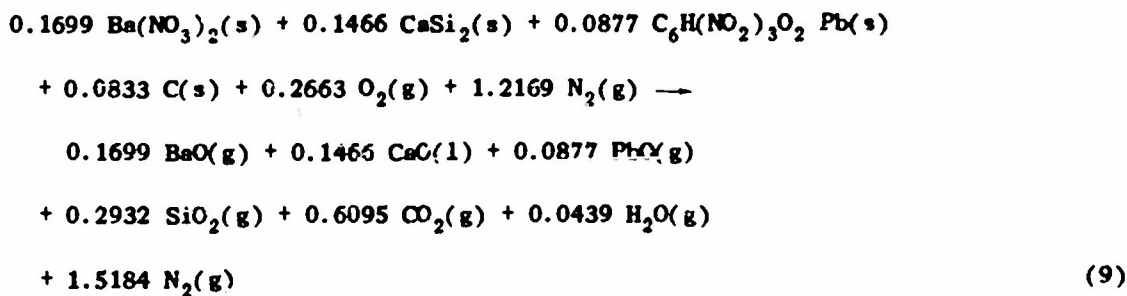 0.1699 Ba(NO₃)₂(s) + 0.1466 CaSi₂(s) + 0.0877 C₆H(NO₂)₃O₂ Pb(s)
+ 0.0833 C(s) + 0.2663 O₂(g) + 1.2169 N₂(g) →
0.1699 BaO(g) + 0.1466 CaO(l) + 0.0877 PbO(g)
+ 0.2932 SiO₂(g) + 0.6095 CO₂(g) + 0.0439 H₂O(g)
+ 1.5184 N₂(g) (9)